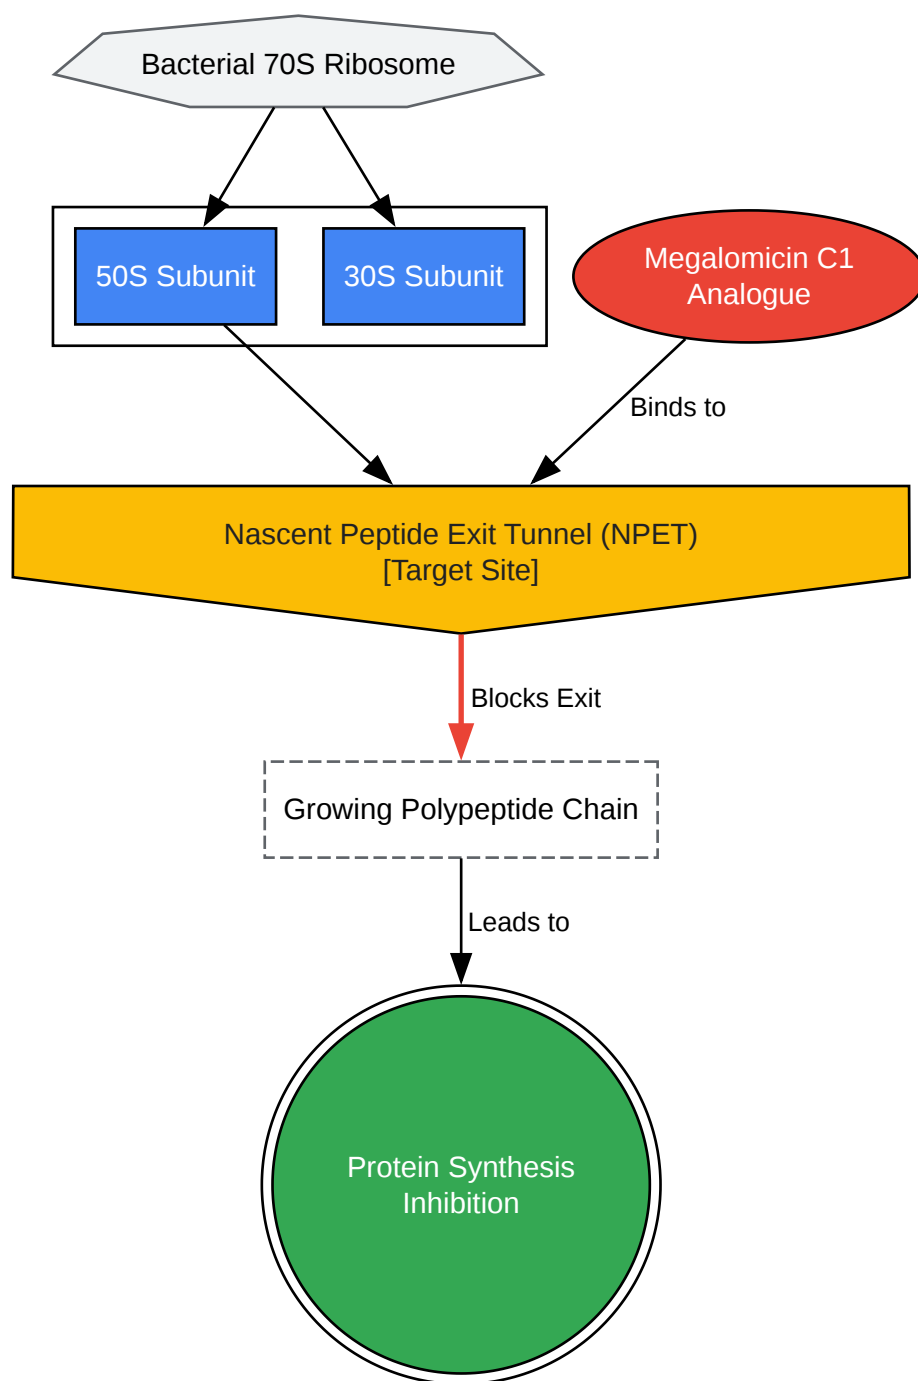 Bacterial 70S Ribosome
50S Subunit
30S Subunit
Megalomicin C1
Analogue
Binds to
Nascent Peptide Exit Tunnel (NPET)
[Target Site]
Blocks Exit
Growing Polypeptide Chain
Leads to
Protein Synthesis
Inhibition